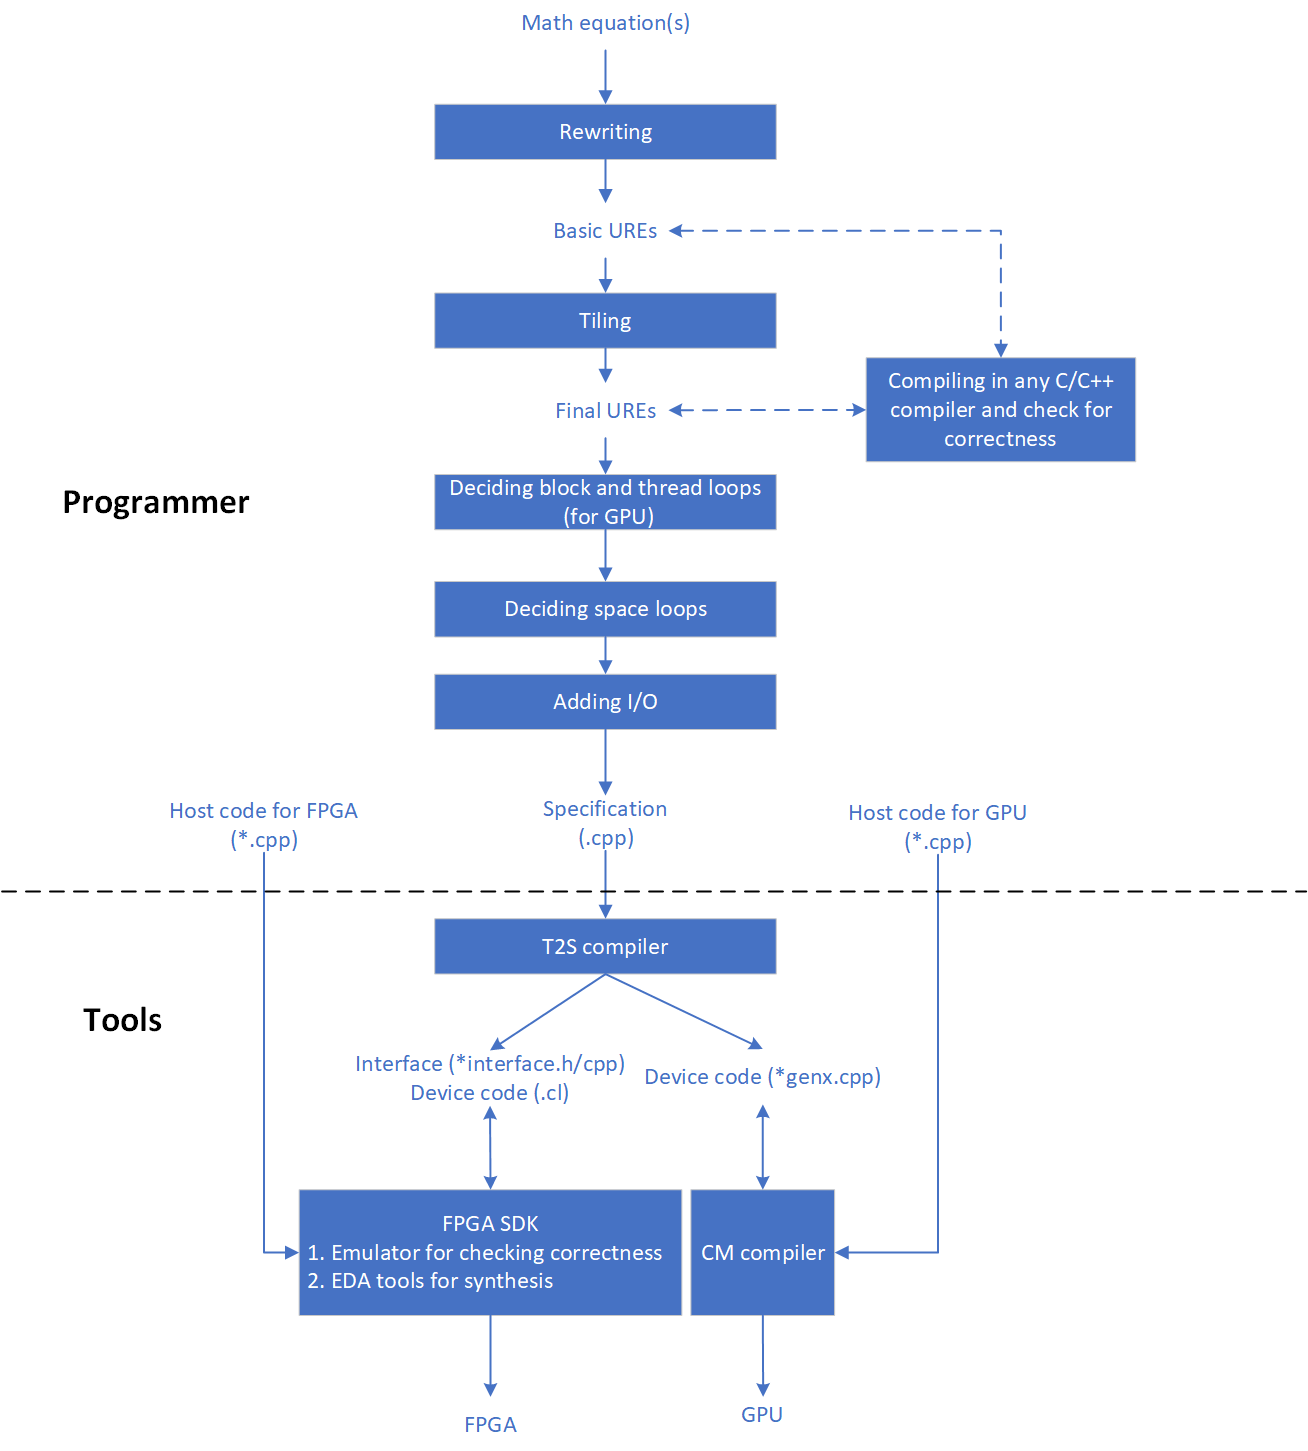 Math equation(s)
Rewriting
Basic UREs
Tiling
Compiling in any C/C++
compiler and check for
correctness
Final UREs
Programmer
Deciding block and thread loops
(for GPU)
Deciding space loops
Adding I/O
Host code for FPGA
(*.cpp)
Specification
(.cpp)
Host code for GPU
(*.cpp)
T2S compiler
Tools
Interface (*interface.h/cpp)
Device code (.cl)
Device code (*genx.cpp)
FPGA SDK
1. Emulator for checking correctness
2. EDA tools for synthesis
CM compiler
FPGA
GPU